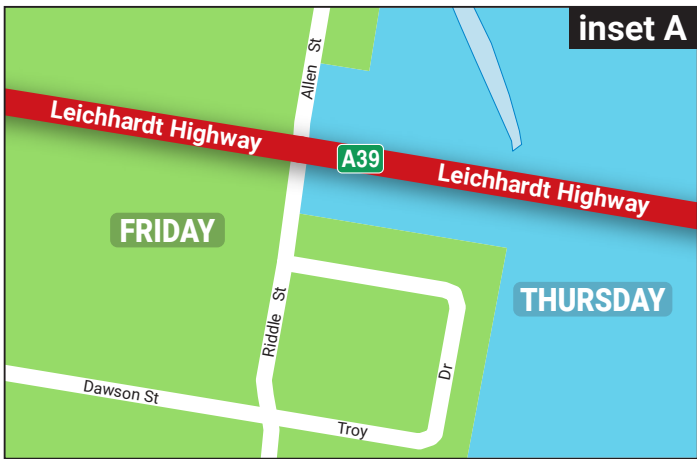 inset A
Allen St
Leichhardt Highway
A39
Leichhardt Highway
FRIDAY
THURSDAY
Riddle St
Dr
Dawson St
Troy